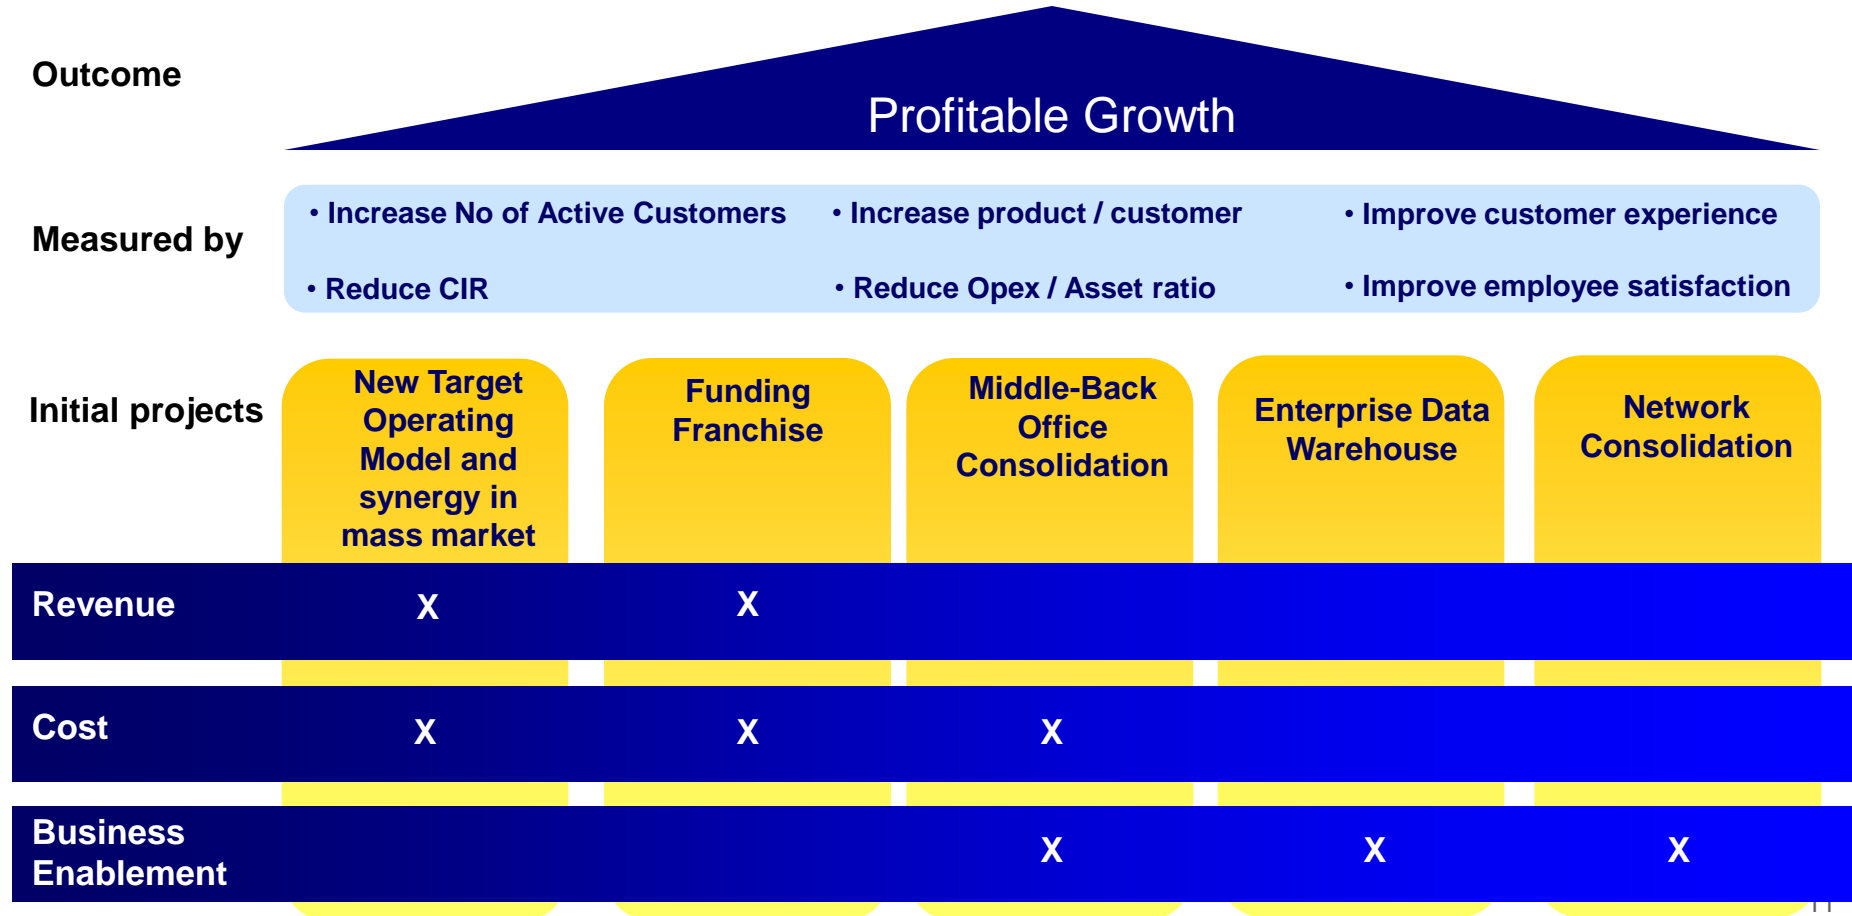 Outcome
Profitable Growth
Measured by
• Increase No of Active Customers
• Increase product / customer
• Improve customer experience
• Reduce CIR
• Reduce Opex / Asset ratio
• Improve employee satisfaction
Initial projects
New Target
Operating
Model and
synergy in
mass market
Funding
Franchise
Middle-Back
Office
Consolidation
Enterprise Data
Warehouse
Network
Consolidation
Revenue
X
X
Cost
X
X
X
Business
Enablement
X
X
X